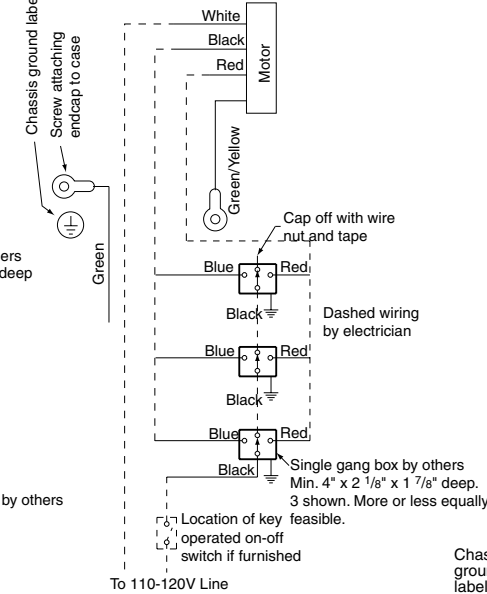 Chassis ground label
Screw attaching
endcap to case
White
Black
Red
Motor
Green/Yellow
Green
ers
deep
Cap off with wire
nut and tape
Blue
Red
Black
Dashed wiring
by electrician
Blue
Red
Black
Blue
Red
Black
Single gang box by others
Min. 4" x 2 1/8" x 1 7/8" deep.
3 shown. More or less equally
feasible.
by others
Location of key
operated on-off
switch if furnished
To 110-120V Line
Chas
groun
label